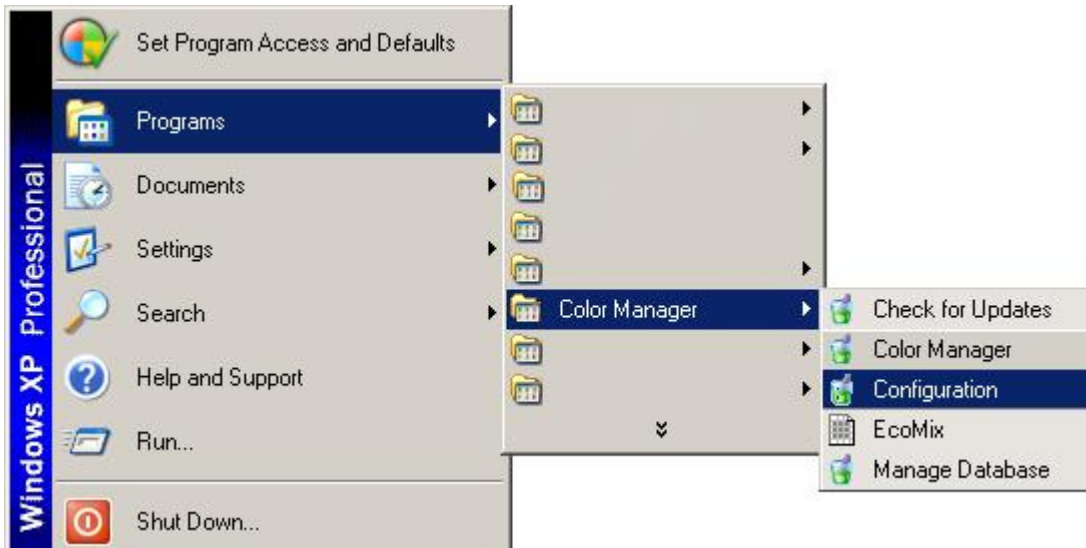 Windows XP Professional
Set Program Access and Defaults
Programs
Documents
Settings
Search
Help and Support
Run...
Shut Down...
Color Manager
Check for Updates
Color Manager
Configuration
EcoMix
Manage Database